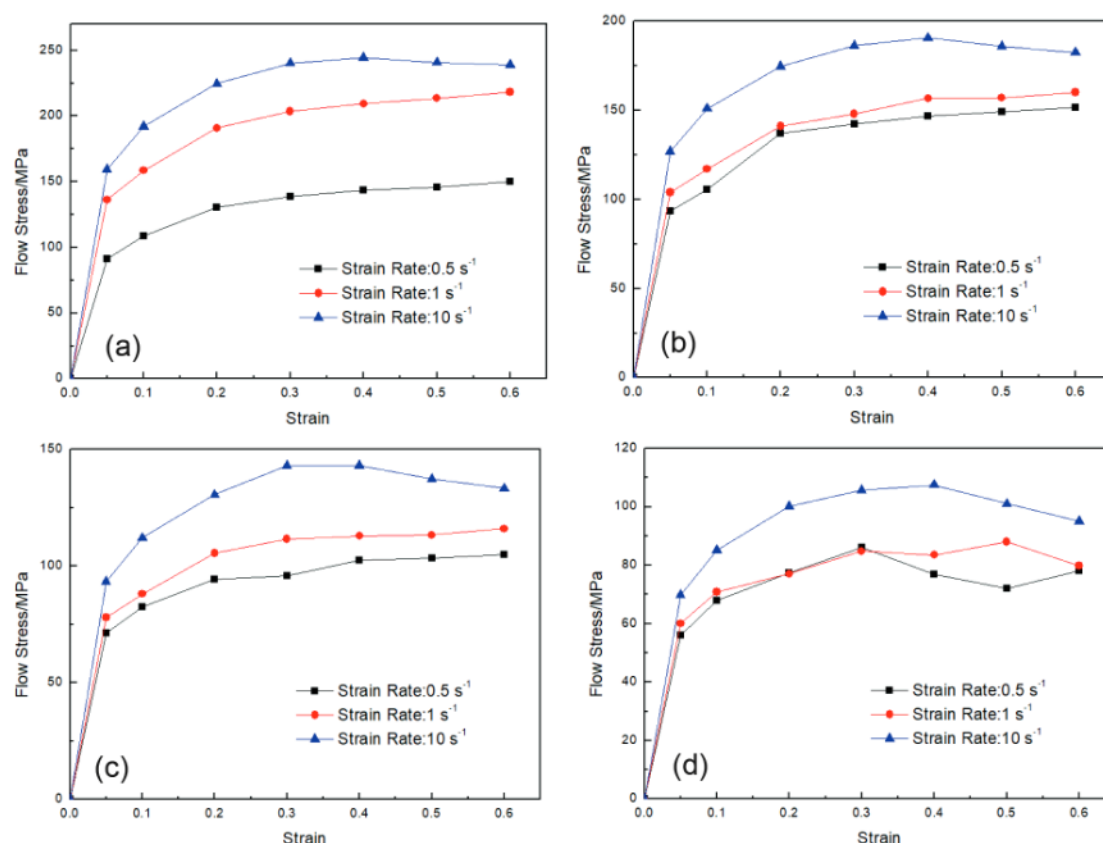 250
200
150
100
50
0
Flow Stress/MPa
Strain Rate:0.5 s⁻¹
Strain Rate:1 s⁻¹
Strain Rate:10 s⁻¹
(a)
0.0 0.1 0.2 0.3 0.4 0.5 0.6
Strain
200
150
100
50
0
Flow Stress/MPa
Strain Rate:0.5 s⁻¹
Strain Rate:1 s⁻¹
Strain Rate:10 s⁻¹
(b)
0.0 0.1 0.2 0.3 0.4 0.5 0.6
Strain
150
100
50
0
Flow Stress/MPa
Strain Rate:0.5 s⁻¹
Strain Rate:1 s⁻¹
Strain Rate:10 s⁻¹
(c)
0.0 0.1 0.2 0.3 0.4 0.5 0.6
Strain
120
100
80
60
40
20
0
Flow Stress/MPa
Strain Rate:0.5 s⁻¹
Strain Rate:1 s⁻¹
Strain Rate:10 s⁻¹
(d)
0.0 0.1 0.2 0.3 0.4 0.5 0.6
Strain